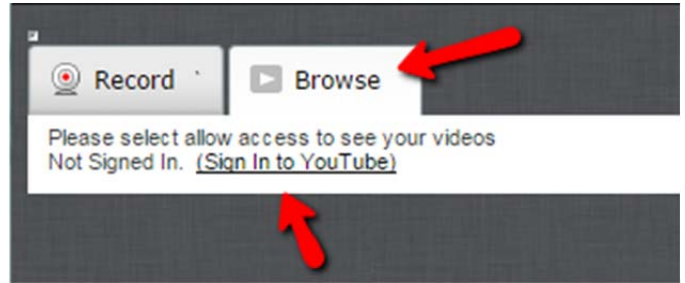 Record
Browse
Please select allow access to see your videos
Not Signed In. (Sign In to YouTube)